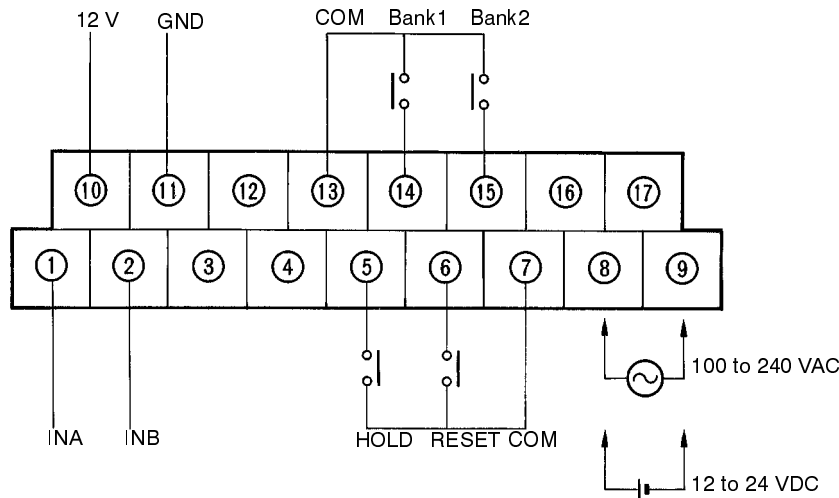 12 V GND COM Bank1 Bank2
10 11 12 13 14 15 16 17
1 2 3 4 5 6 7 8 9
100 to 240 VAC
INA INB HOLD RESET COM
12 to 24 VDC